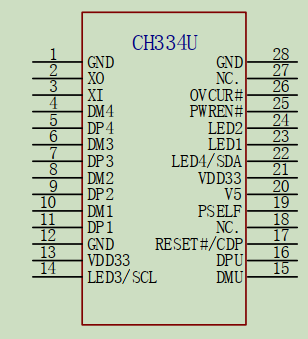 CH334U
1 GND GND 28
2 XO NC. 27
3 XI OVCUR# 26
4 DM4 PWREN# 25
5 DP4 LED2 24
6 DM3 LED1 23
7 DP3 LED4/SDA 22
8 DM2 VDD33 21
9 DP2 V5 20
10 DM1 PSELF 19
11 DP1 NC. 18
12 GND RESET#/CDP 17
13 VDD33 DPU 16
14 LED3/SCL DMU 15